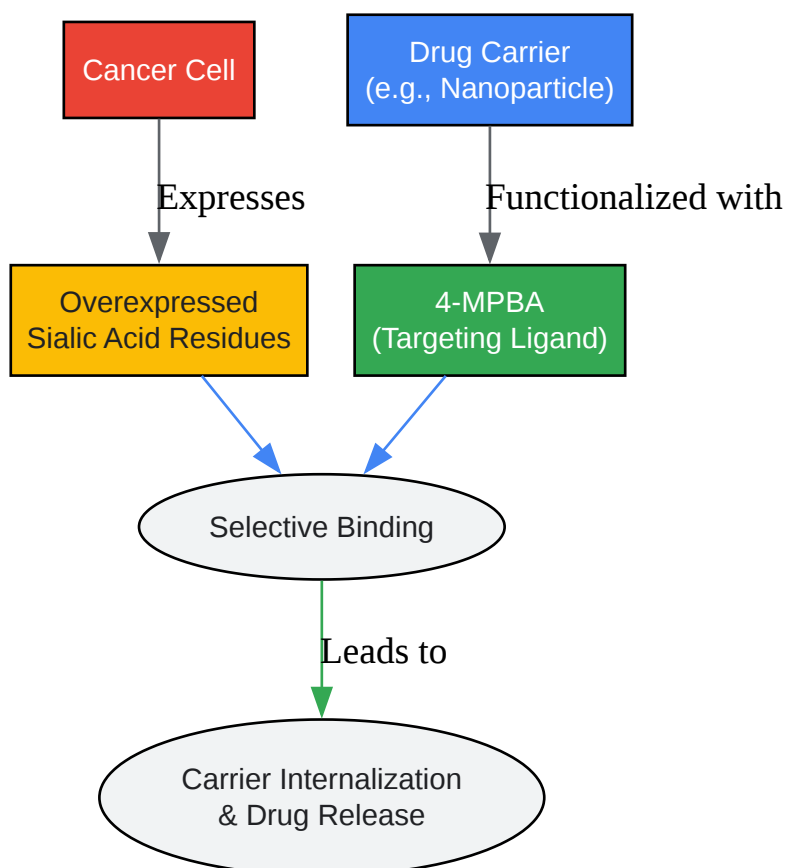 Cancer Cell
Drug Carrier
(e.g., Nanoparticle)
Expresses
Functionalized with
Overexpressed
Sialic Acid Residues
4-MPBA
(Targeting Ligand)
Selective Binding
Leads to
Carrier Internalization
& Drug Release